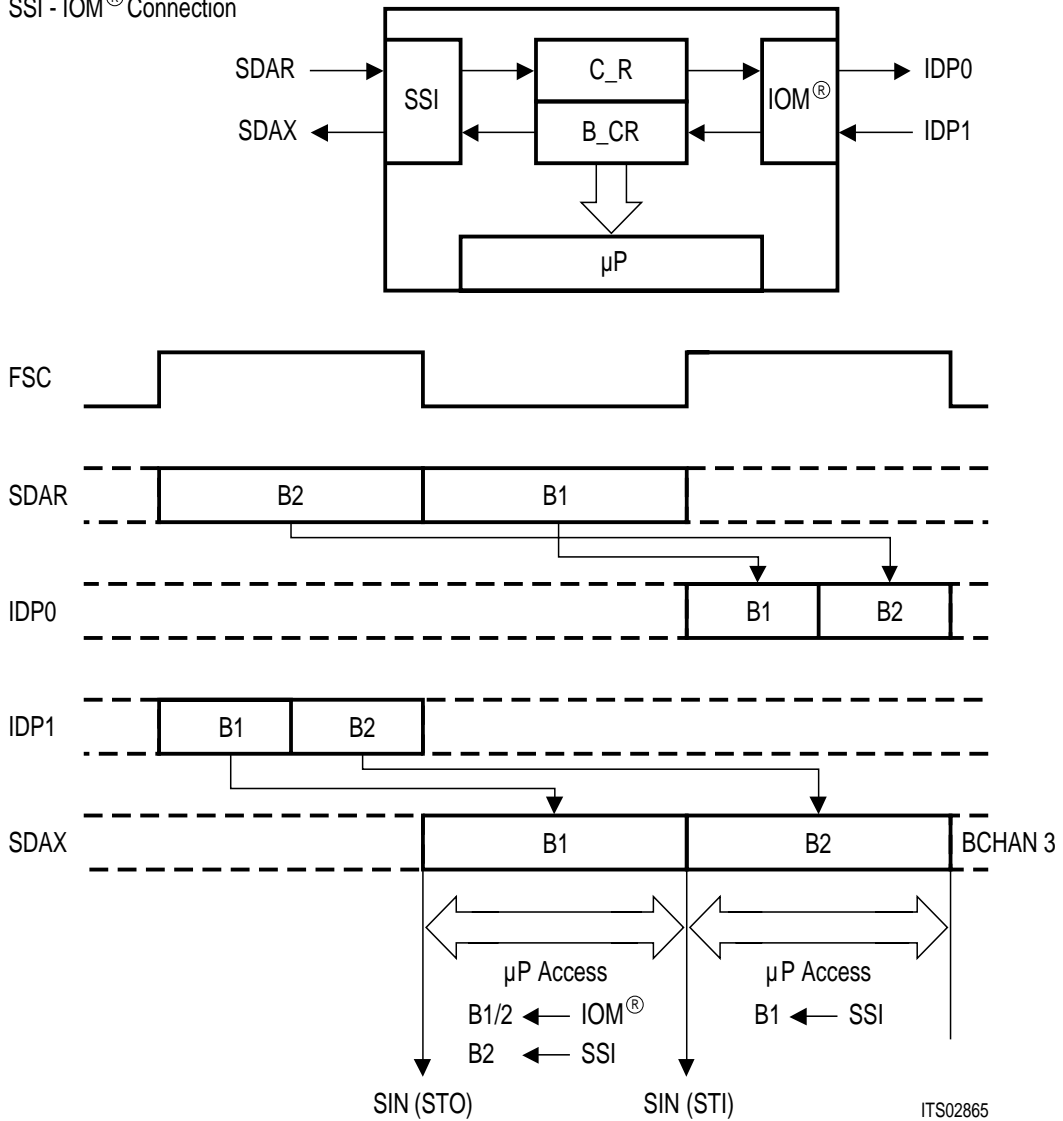 SSI - IOM® Connection
SDAR
SSI
C_R
IOM®
IDP0
SDAX
B_CR
IDP1
µP
FSC
SDAR
B2
B1
IDP0
B1
B2
IDP1
B1
B2
SDAX
B1
B2
BCHAN 3
µP Access
µP Access
B1/2 ← IOM®
B1 ← SSI
B2 ← SSI
SIN (STO)
SIN (STI)
ITS02865